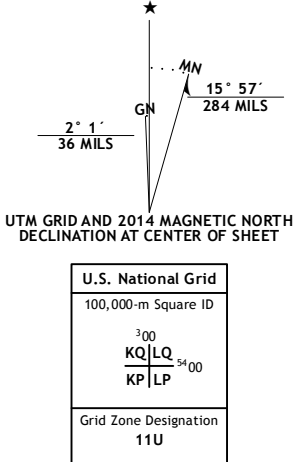 ★
MN
15° 57´
284 MILS
GN
2° 1´
36 MILS
UTM GRID AND 2014 MAGNETIC NORTH
DECLINATION AT CENTER OF SHEET
U.S. National Grid
100,000-m Square ID
³00
KQ LQ
⁵⁴00
KP LP
Grid Zone Designation
11U